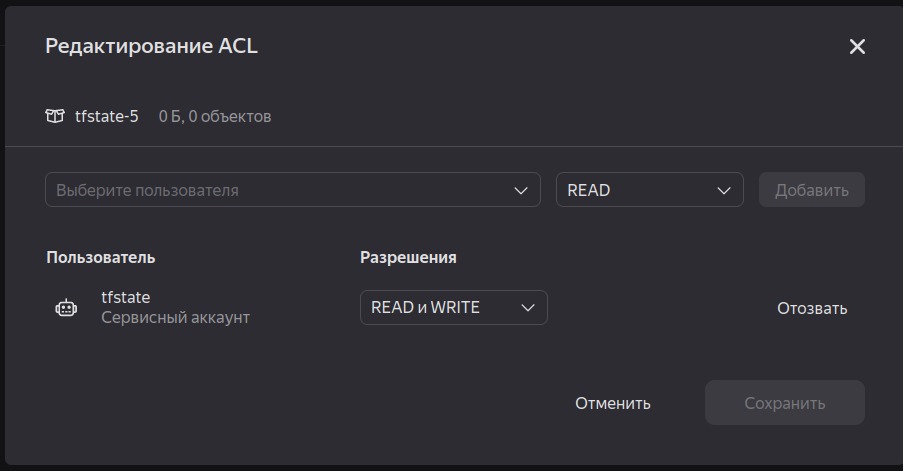 Редактирование ACL
tfstate-5 0 Б, 0 объектов
Выберите пользователя READ Добавить
Пользователь Разрешения
tfstate
Сервисный аккаунт
READ и WRITE
Отозвать
Отменить Сохранить